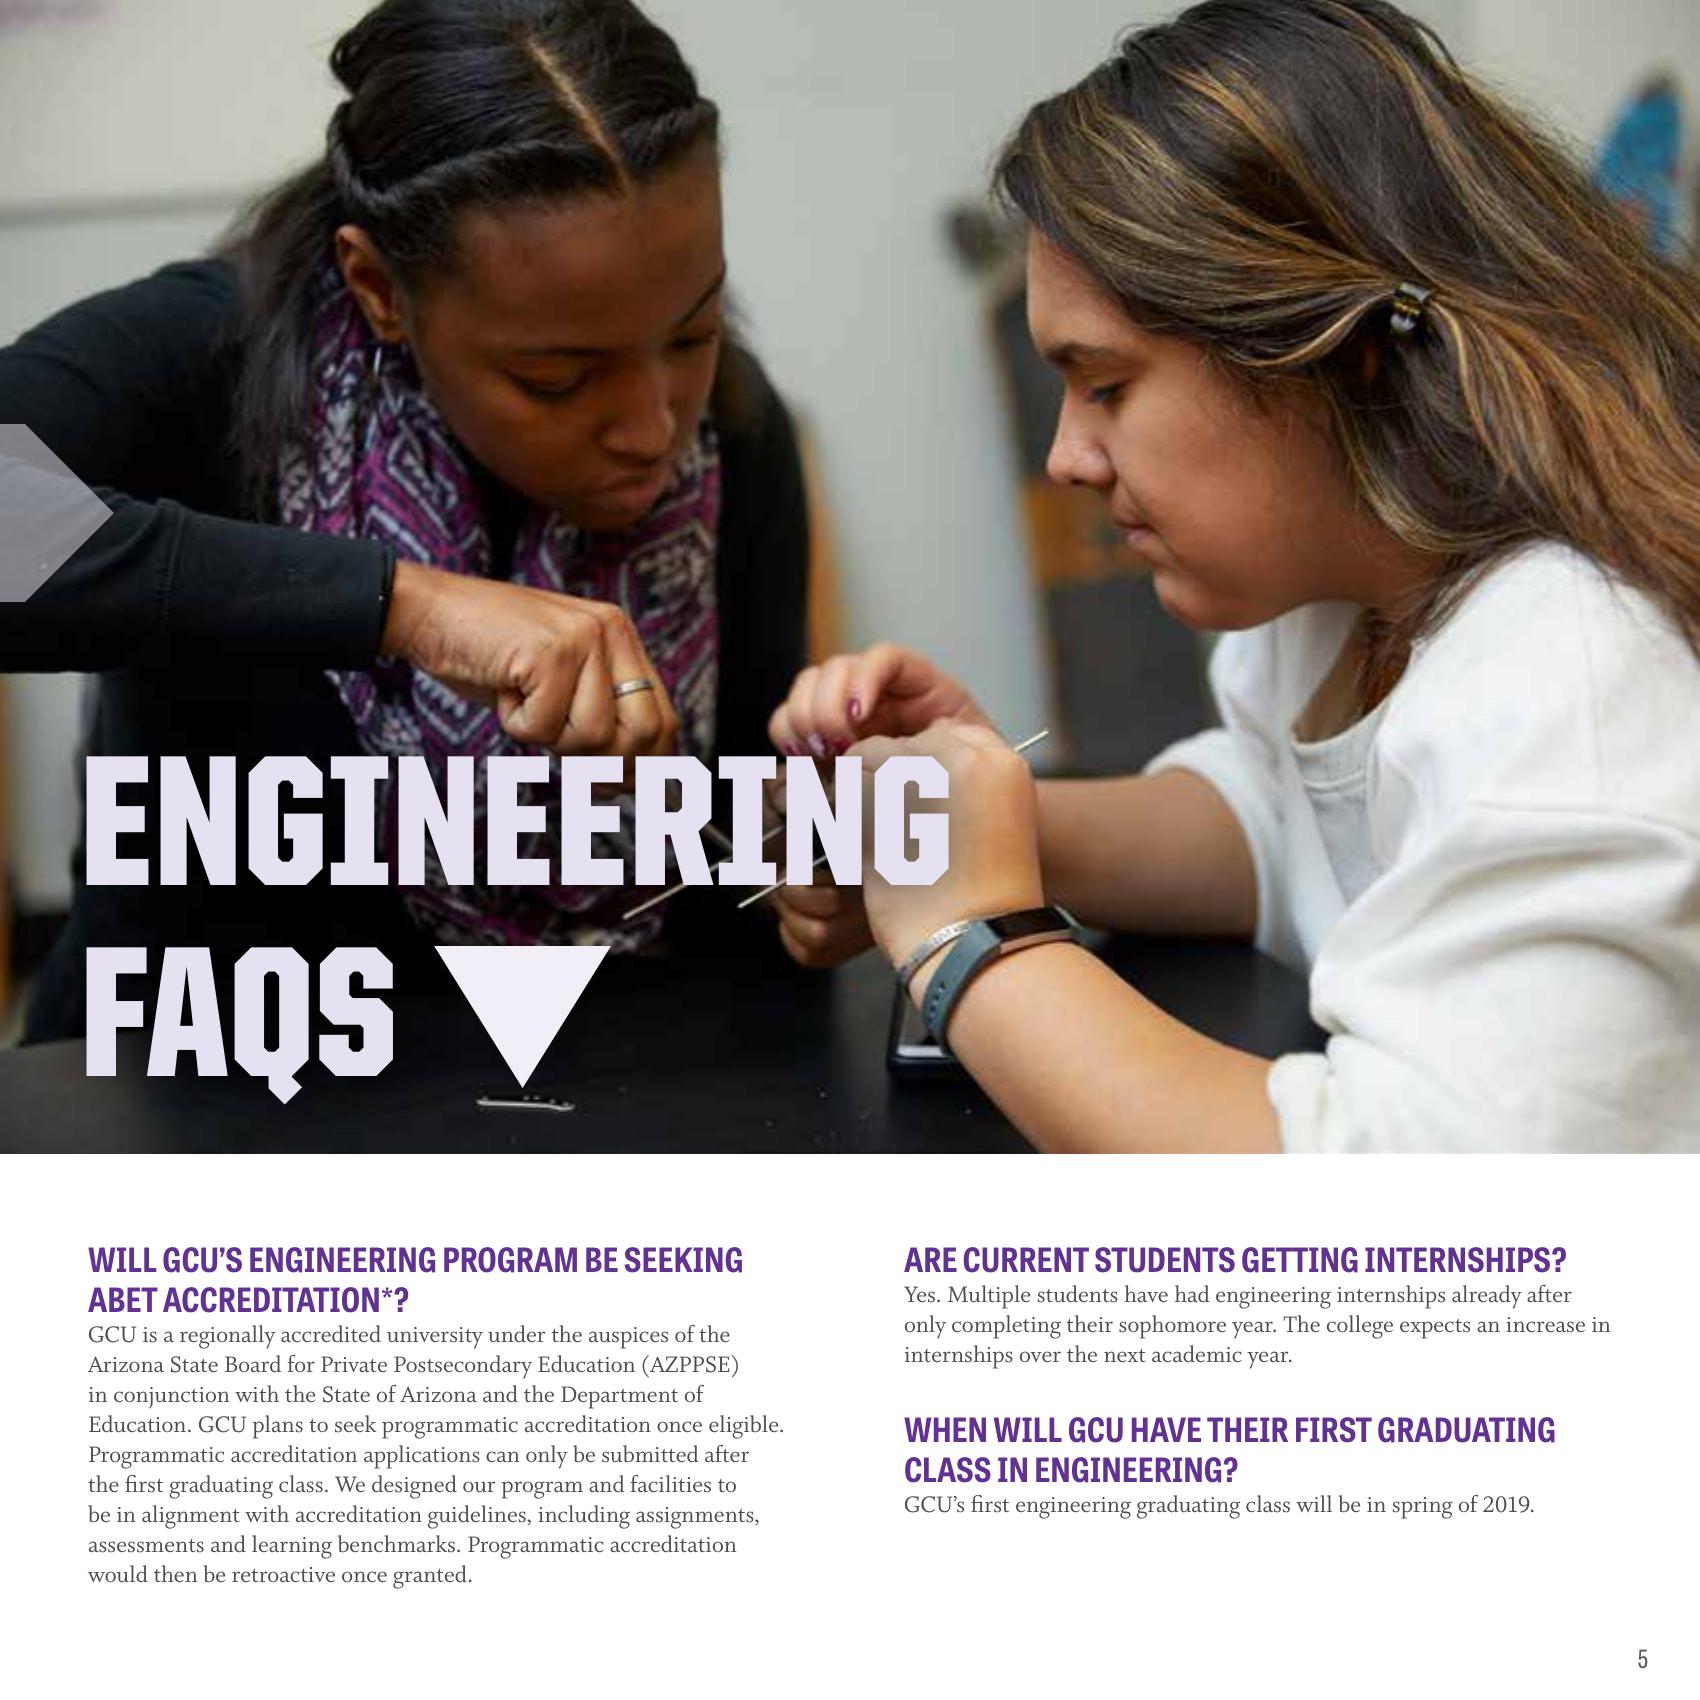 ENGINEERING
FAQS
WILL GCU’S ENGINEERING PROGRAM BE SEEKING
ABET ACCREDITATION*?
GCU is a regionally accredited university under the auspices of the
Arizona State Board for Private Postsecondary Education (AZPPSE)
in conjunction with the State of Arizona and the Department of
Education. GCU plans to seek programmatic accreditation once eligible.
Programmatic accreditation applications can only be submitted after
the first graduating class. We designed our program and facilities to
be in alignment with accreditation guidelines, including assignments,
assessments and learning benchmarks. Programmatic accreditation
would then be retroactive once granted.
ARE CURRENT STUDENTS GETTING INTERNSHIPS?
Yes. Multiple students have had engineering internships already after
only completing their sophomore year. The college expects an increase in
internships over the next academic year.
WHEN WILL GCU HAVE THEIR FIRST GRADUATING
CLASS IN ENGINEERING?
GCU’s first engineering graduating class will be in spring of 2019.
5